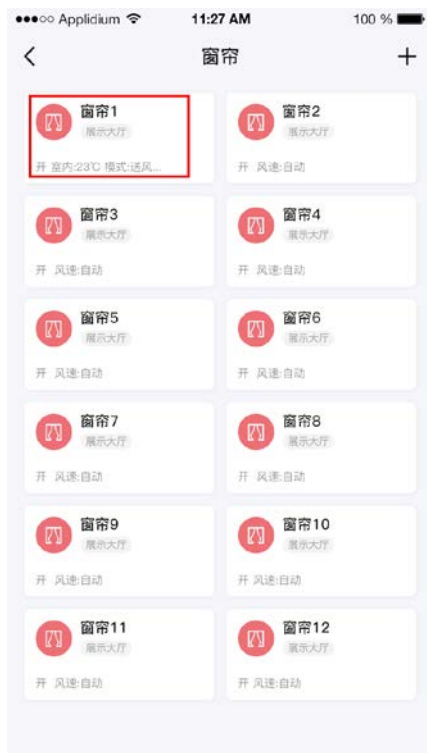 Applidium 11:27 AM 100 %
窗帘
窗帘1 窗帘2
展示大厅 展示大厅
开 室内:23℃ 模式:送风... 开 风速:自动
窗帘3 窗帘4
展示大厅 展示大厅
开 风速:自动 开 风速:自动
窗帘5 窗帘6
展示大厅 展示大厅
开 风速:自动 开 风速:自动
窗帘7 窗帘8
展示大厅 展示大厅
开 风速:自动 开 风速:自动
窗帘9 窗帘10
展示大厅 展示大厅
开 风速:自动 开 风速:自动
窗帘11 窗帘12
展示大厅 展示大厅
开 风速:自动 开 风速:自动